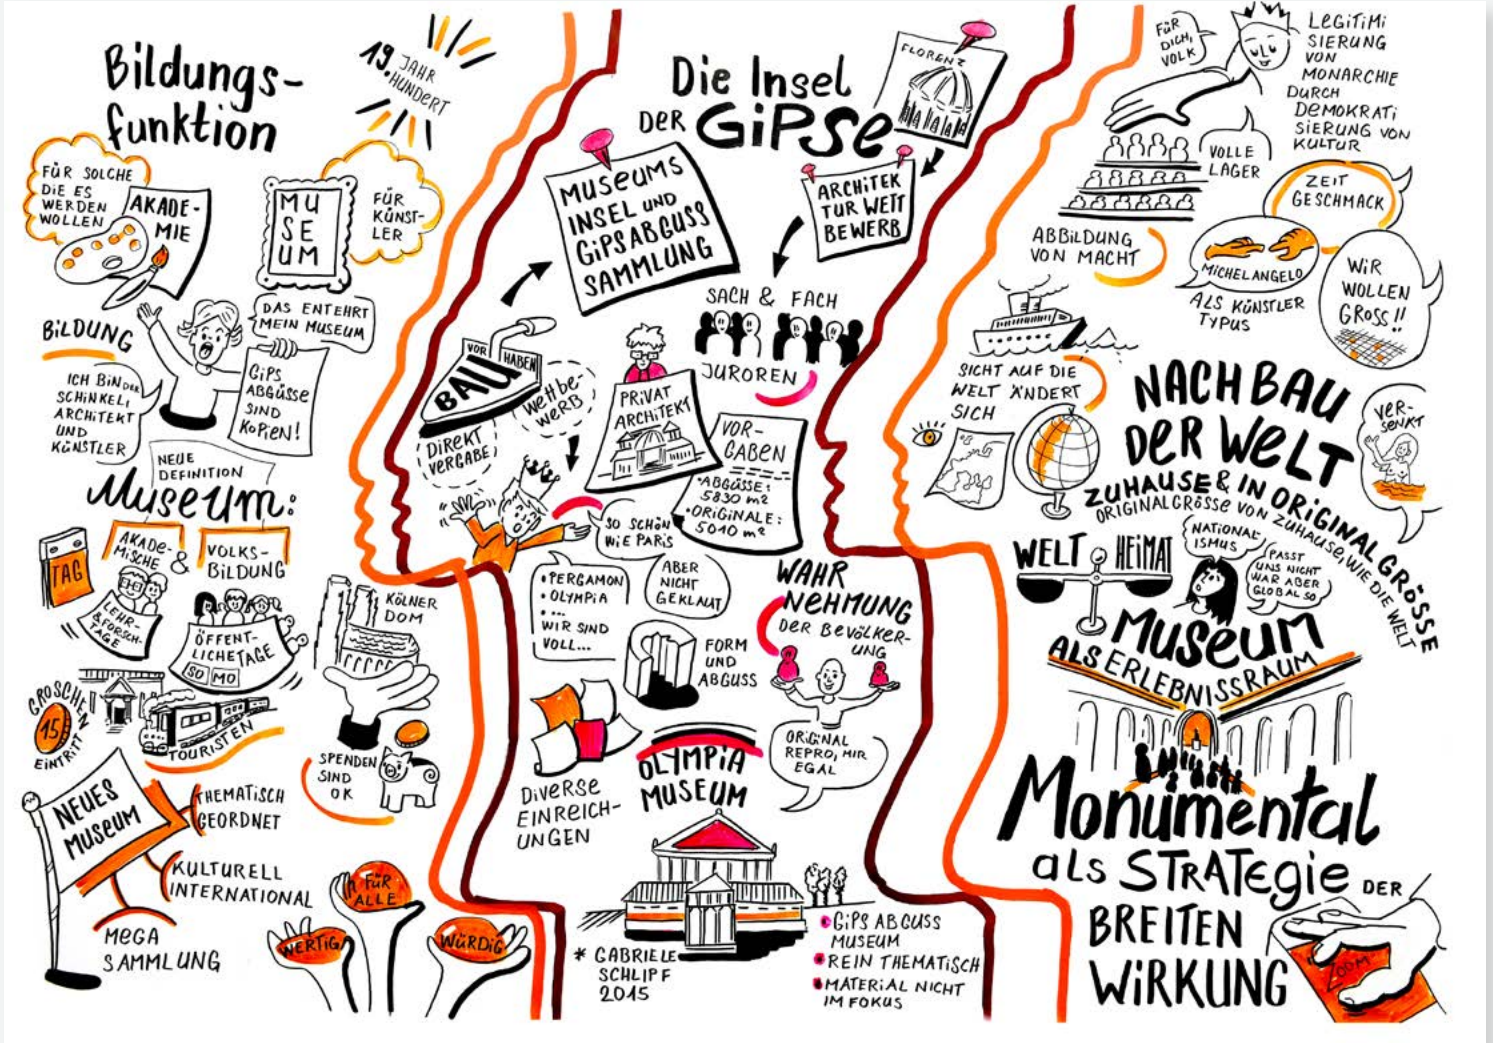 Bildungs-
funktion
19. JAHR
HUNDERT
FÜR SOLCHE
DIE ES
WERDEN
WOLLEN
AKADE-
MIE
MU
SE
UM
FÜR
KÜNST-
LER
BILDUNG
DAS ENTEHRT
MEIN MUSEUM
ICH BIN DER
SCHINKEL,
ARCHITEKT
UND
KÜNSTLER
GIPS
ABGÜSSE
SIND
KOPIEN!
NEUE
DEFINITION
Museum:
TAG
AKADE-
MISCHE
&
VOLKS-
BILDUNG
LEHR-
&FORSCH-
TAGE
ÖFFENT-
LICHE TAGE
SO MO
KÖLNER
DOM
GROSCHEN
15
EINTRITT
TOURISTEN
SPENDEN
SIND
OK
NEUES
MUSEUM
THEMATISCH
GEORDNET
KULTURELL
INTERNATIONAL
MEGA
SAMMLUNG
WERTIG
FÜR
ALLE
WÜRDIG
Die Insel
DER GIPSE
FLORENZ
MUSEUMS
INSEL UND
GIPSABGUSS
SAMMLUNG
ARCHITEK
TUR WETT
BEWERB
SACH & FACH
JUROREN
VOR
HABEN
BAU
DIREKT
VERGABE
Wettbe-
WERB
PRIVAT
ARCHITEKT
VOR-
GABEN
•ABGÜSSE:
5830 m²
•ORIGINALE:
5010 m²
SO SCHÖN
WIE PARIS
ABER
NICHT
GEKLAUT
•PERGAMON
•OLYMPIA
•...
WIR SIND
VOLL...
FORM
UND
ABGUSS
WAHR
NEHMUNG
DER BEVÖLKER-
UNG
ORIGINAL
REPRO, MIR
EGAL
DIVERSE
EINREICH-
UNGEN
OLYMPIA
MUSEUM
* GABRIELE
SCHLIPF
2015
•GIPS ABGUSS
MUSEUM
•REIN THEMATISCH
•MATERIAL NICHT
IM FOKUS
FÜR
DICH,
VOLK
LEGITIMI
SIERUNG
VON
MONARCHIE
DURCH
DEMOKRATI
SIERUNG VON
KULTUR
VOLLE
LAGER
ZEIT
GESCHMACK
ABBILDUNG
VON MACHT
MICHELANGELO
ALS KÜNSTLER
TYPUS
WIR
WOLLEN
GROSS!!
SICHT AUF DIE
WELT ÄNDERT
SICH
NACHBAU
DER WELT
ZUHAUSE & IN ORIGINALGRÖSSE
ORIGINALGRÖSSE VON ZUHAUSE, WIE DIE WELT
VER-
SENKT
WELT
HEIMAT
NATIONAL
ISMUS
PASST
UNS NICHT
WAR ABER
GLOBAL SO
MUSEUM
ALS ERLEBNISRAUM
Monumental
als STRATEGIE DER
BREITEN
WIRKUNG
ZOOM